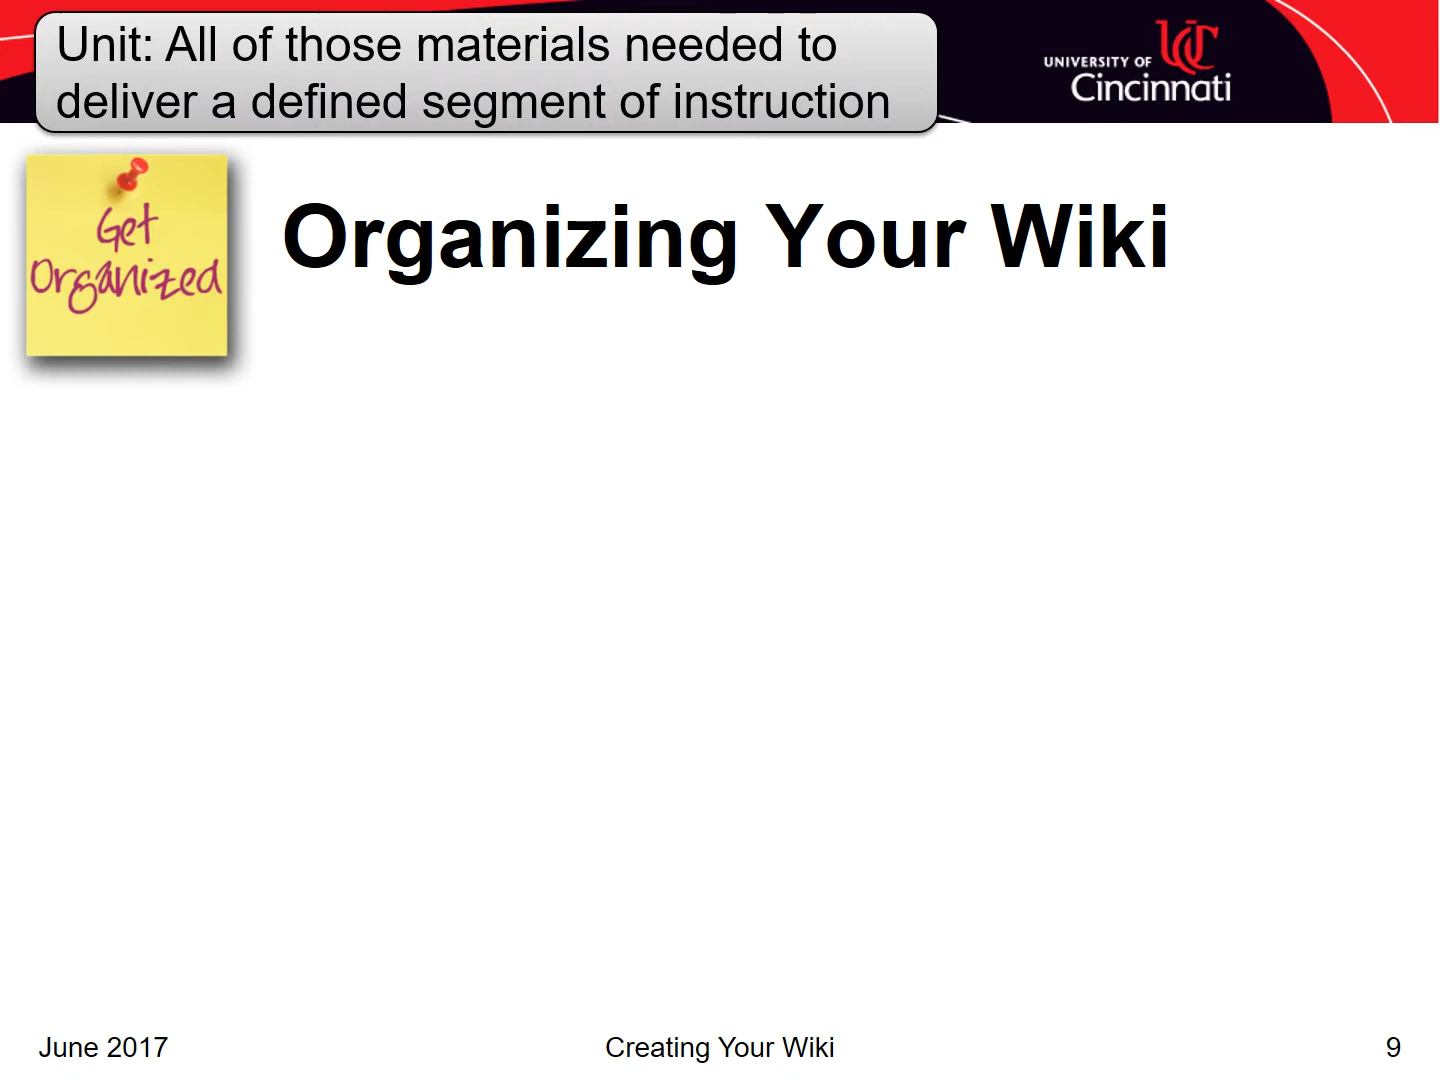 Unit: All of those materials needed to
deliver a defined segment of instruction
UNIVERSITY OF
Cincinnati
Get
Organized
Organizing Your Wiki
June 2017
Creating Your Wiki
9